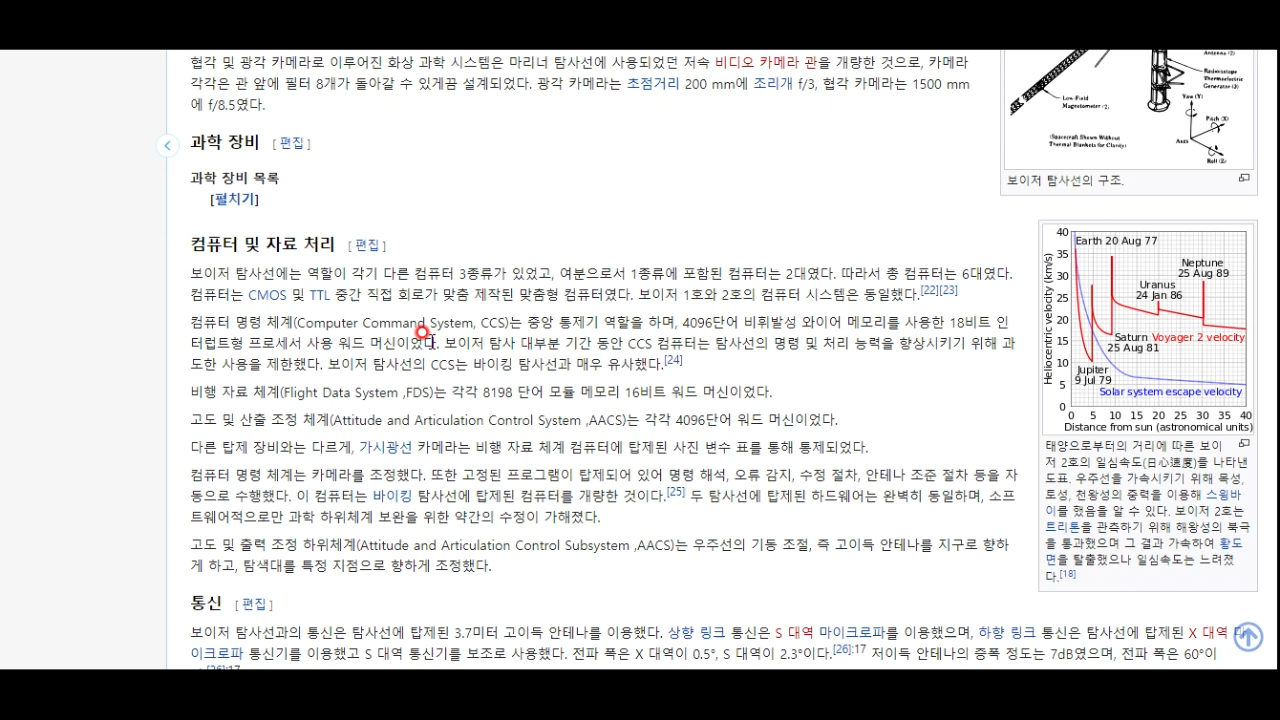 협각 및 광각 카메라로 이루어진 화상 과학 시스템은 마리너 탐사선에 사용되었던 저속 비디오 카메라 관을 개량한 것으로, 카메라
각각은 관 앞에 필터 8개가 돌아갈 수 있게끔 설계되었다. 광각 카메라는 초점거리 200 mm에 조리개 f/3, 협각 카메라는 1500 mm
에 f/8.5였다.
과학 장비 [ 편집 ]
과학 장비 목록
[펼치기]
컴퓨터 및 자료 처리 [ 편집 ]
보이저 탐사선에는 역할이 각기 다른 컴퓨터 3종류가 있었고, 여분으로서 1종류에 포함된 컴퓨터는 2대였다. 따라서 총 컴퓨터는 6대였다.
컴퓨터는 CMOS 및 TTL 중간 직접 회로가 맞춤 제작된 맞춤형 컴퓨터였다. 보이저 1호와 2호의 컴퓨터 시스템은 동일했다.[22][23]
컴퓨터 명령 체계(Computer Command System, CCS)는 중앙 통제기 역할을 하며, 4096단어 비휘발성 와이어 메모리를 사용한 18비트 인
터럽트형 프로세서 사용 워드 머신이었다. 보이저 탐사 대부분 기간 동안 CCS 컴퓨터는 탐사선의 명령 및 처리 능력을 향상시키기 위해 과
도한 사용을 제한했다. 보이저 탐사선의 CCS는 바이킹 탐사선과 매우 유사했다.[24]
비행 자료 체계(Flight Data System ,FDS)는 각각 8198 단어 모듈 메모리 16비트 워드 머신이었다.
고도 및 산출 조정 체계(Attitude and Articulation Control System ,AACS)는 각각 4096단어 워드 머신이었다.
다른 탑제 장비와는 다르게, 가시광선 카메라는 비행 자료 체계 컴퓨터에 탑제된 사진 변수 표를 통해 통제되었다.
컴퓨터 명령 체계는 카메라를 조정했다. 또한 고정된 프로그램이 탑제되어 있어 명령 해석, 오류 감지, 수정 절차, 안테나 조준 절차 등을 자
동으로 수행했다. 이 컴퓨터는 바이킹 탐사선에 탑제된 컴퓨터를 개량한 것이다.[25] 두 탐사선에 탑제된 하드웨어는 완벽히 동일하며, 소프
트웨어적으로만 과학 하위체계 보완을 위한 약간의 수정이 가해졌다.
고도 및 출력 조정 하위체계(Attitude and Articulation Control Subsystem ,AACS)는 우주선의 기동 조절, 즉 고이득 안테나를 지구로 향하
게 하고, 탐색대를 특정 지점으로 향하게 조정했다.
통신 [ 편집 ]
보이저 탐사선과의 통신은 탐사선에 탑제된 3.7미터 고이득 안테나를 이용했다. 상향 링크 통신은 S 대역 마이크로파를 이용했으며, 하향 링크 통신은 탐사선에 탑제된 X 대역 마
이크로파 통신기를 이용했고 S 대역 통신기를 보조로 사용했다. 전파 폭은 X 대역이 0.5°, S 대역이 2.3°이다.[26]:17 저이득 안테나의 증폭 정도는 7dB였으며, 전파 폭은 60°이
Antenna (2)
Radioisotope
Thermoelectric
Generator (3)
Low-Field
Magnetometer (2)
Yaw (Y)
Pitch (X)
Axes
Roll (Z)
(Spacecraft Shown Without
Thermal Blankets for Clarity)
보이저 탐사선의 구조.
Heliocentric velocity (km/s)
40
35
30
25
20
15
10
5
0
Earth 20 Aug 77
Neptune
25 Aug 89
Uranus
24 Jan 86
Saturn
25 Aug 81
Voyager 2 velocity
Jupiter
9 Jul 79
Solar system escape velocity
0 5 10 15 20 25 30 35 40
Distance from sun (astronomical units)
태양으로부터의 거리에 따른 보이
저 2호의 일심속도(日心速度)를 나타낸
도표. 우주선을 가속시키기 위해 목성,
토성, 천왕성의 중력을 이용해 스윙바
이를 했음을 알 수 있다. 보이저 2호는
트리톤을 관측하기 위해 해왕성의 북극
을 통과했으며 그 결과 가속하여 황도
면을 탈출했으나 일심속도는 느려졌
다.[18]